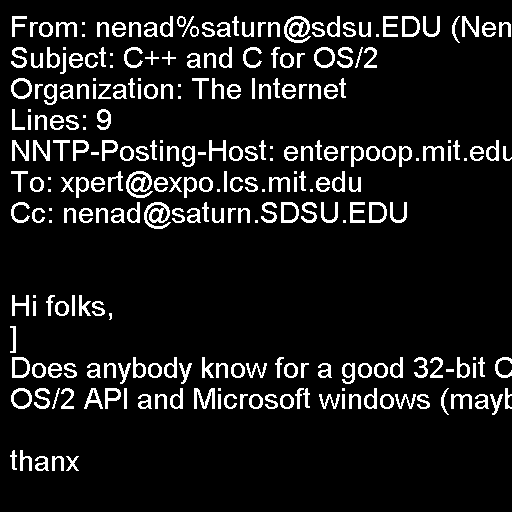 From: nenad%saturn@sdsu.EDU (Nen
Subject: C++ and C for OS/2
Organization: The Internet
Lines: 9
NNTP-Posting-Host: enterpoop.mit.edu
To: xpert@expo.lcs.mit.edu
Cc: nenad@saturn.SDSU.EDU
Hi folks,
]
Does anybody know for a good 32-bit C
OS/2 API and Microsoft windows (mayb
thanx